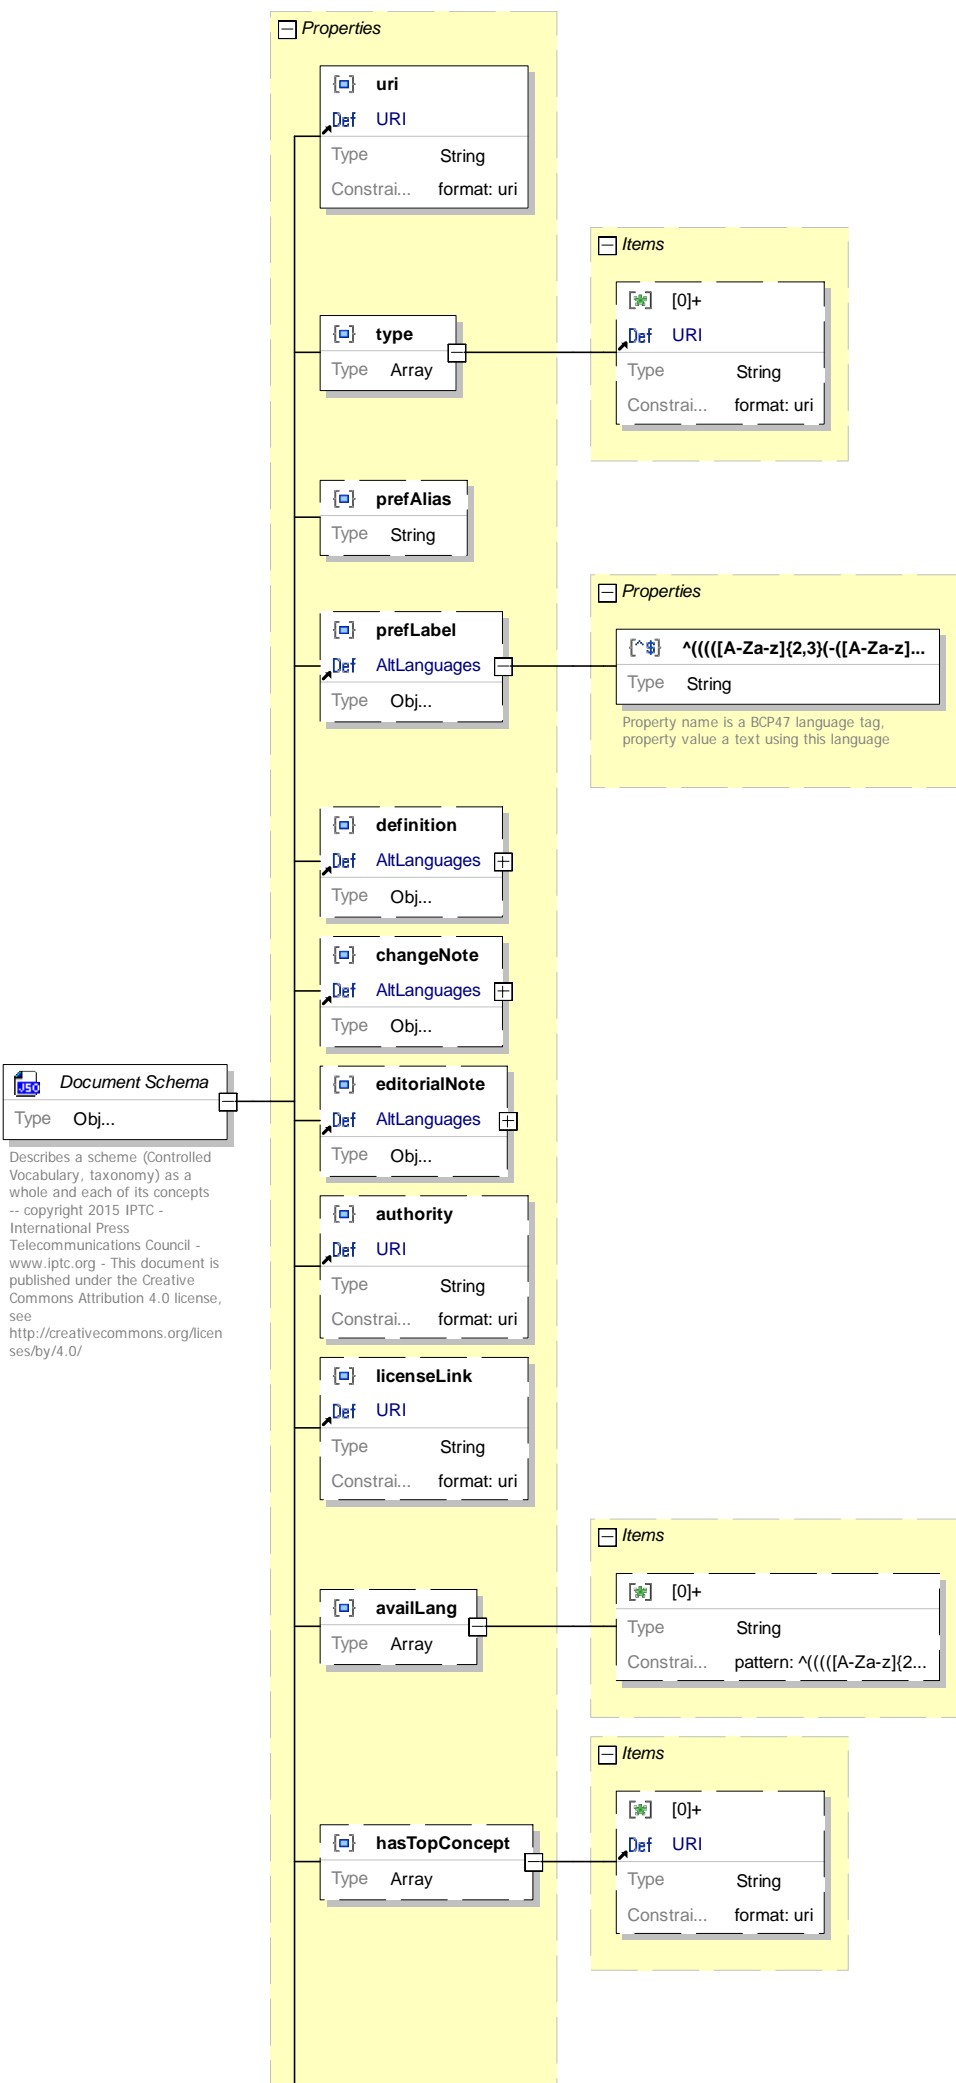 Properties
uri
Def URI
Type String
Constrai... format: uri
Items
[0]+
Def URI
Type String
Constrai... format: uri
type
Type Array
prefAlias
Type String
Properties
^((((([A-Za-z]{2,3}(-([A-Za-z]...
Type String
Property name is a BCP47 language tag,
property value a text using this language
prefLabel
Def AltLanguages
Type Obj...
definition
Def AltLanguages
Type Obj...
changeNote
Def AltLanguages
Type Obj...
Document Schema
Type Obj...
Describes a scheme (Controlled
Vocabulary, taxonomy) as a
whole and each of its concepts
-- copyright 2015 IPTC -
International Press
Telecommunications Council -
www.iptc.org - This document is
published under the Creative
Commons Attribution 4.0 license,
see
http://creativecommons.org/licen
ses/by/4.0/
editorialNote
Def AltLanguages
Type Obj...
authority
Def URI
Type String
Constrai... format: uri
licenseLink
Def URI
Type String
Constrai... format: uri
Items
[0]+
Type String
Constrai... pattern: ^(((([A-Za-z]{2...
availLang
Type Array
Items
[0]+
Def URI
Type String
Constrai... format: uri
hasTopConcept
Type Array